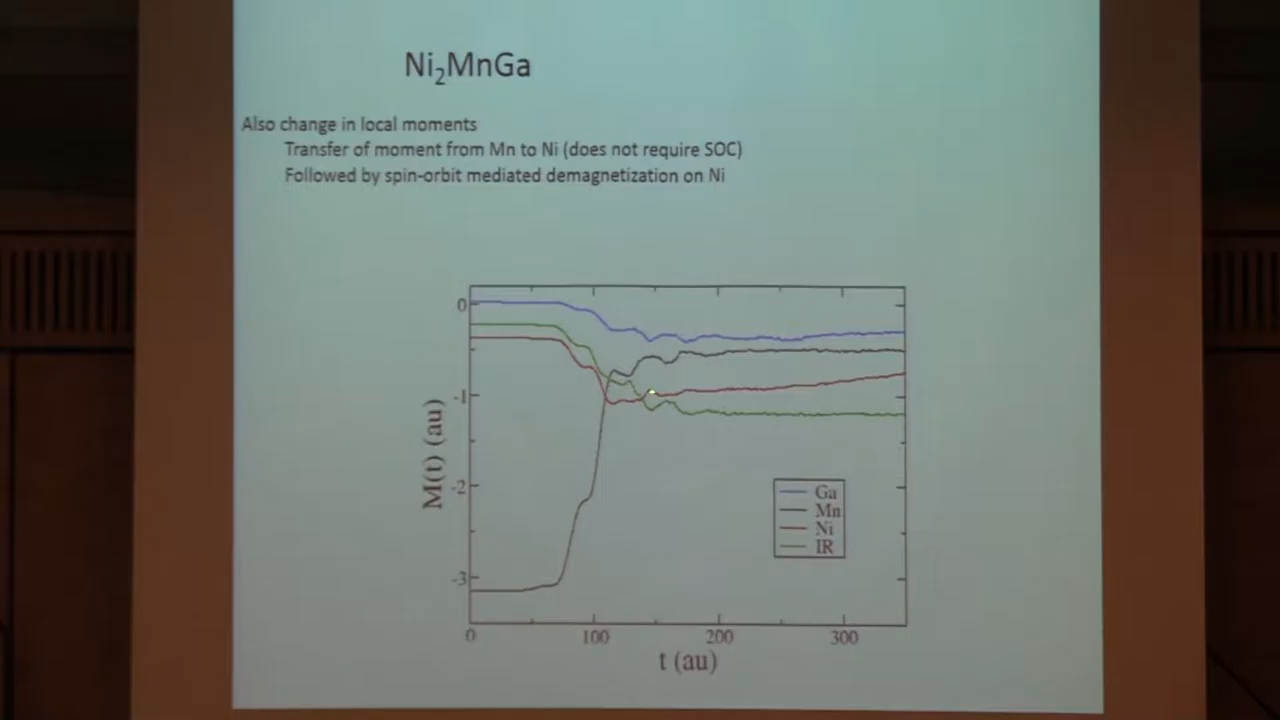 Ni₂MnGa
Also change in local moments
Transfer of moment from Mn to Ni (does not require SOC)
Followed by spin-orbit mediated demagnetization on Ni
0
-1
-2
-3
M(t) (au)
Ga
Mn
Ni
IR
0 100 200 300
t (au)